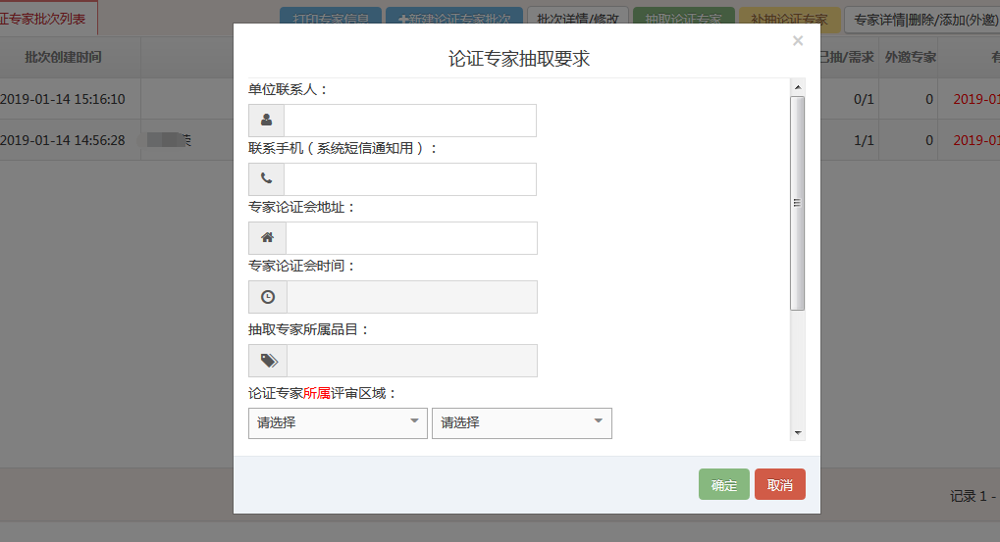 证专家批次列表
打印专家信息
新建论证专家批次
批次详情/修改
抽取论证专家
补抽论证专家
专家详情|删除/添加(外邀)
批次创建时间
已抽/需求
外邀专家
有
2019-01-14 15:16:10
0/1
0
2019-01
2019-01-14 14:56:28
1/1
0
2019-01
×
论证专家抽取要求
单位联系人：
联系手机（系统短信通知用）：
专家论证会地址：
专家论证会时间：
抽取专家所属品目：
论证专家所属评审区域：
请选择
请选择
确定
取消
记录 1 -